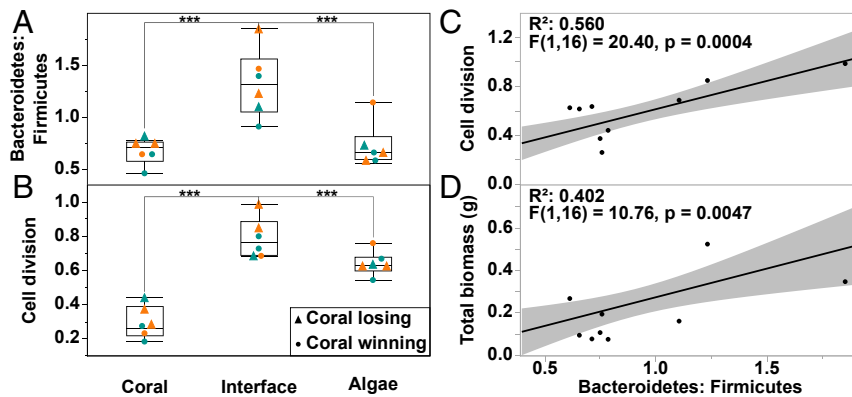 A
***
***
Bacteroidetes:
Firmicutes
1.5
1.0
0.5
B
***
***
Cell division
1.0
0.8
0.6
0.4
0.2
Coral losing
Coral winning
Coral
Interface
Algae
C
R²: 0.560
F(1,16) = 20.40, p = 0.0004
Cell division
1.2
0.8
0.4
0.0
D
R²: 0.402
F(1,16) = 10.76, p = 0.0047
Total biomass (g)
0.6
0.4
0.2
0.0
0.5
1.0
1.5
Bacteroidetes: Firmicutes